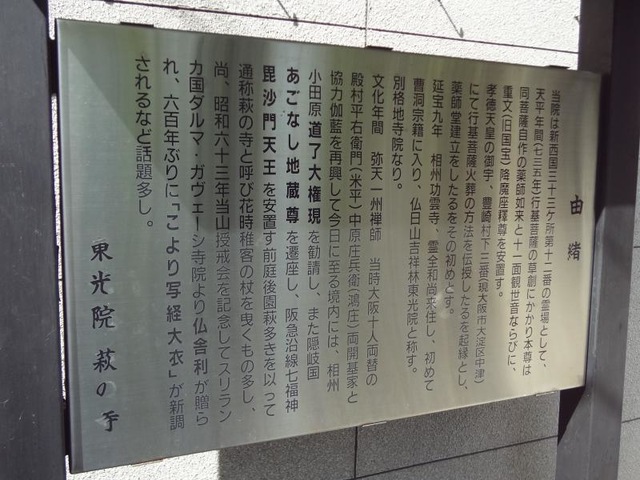 由緒
当院は新西国三十三ケ所第十二番の霊場として、
天平年間(七三五年)行基菩薩の草創にかかり本尊は
同菩薩自作の薬師如来と十一面観世音ならびに、
重文(旧国宝)降魔座釋尊を安置す。
孝徳天皇の御宇、豊崎村下三番(現大阪市大淀区中津)
にて行基菩薩火葬の方法を伝授したるを起縁とし、
薬師堂建立をしたるをその初めとす。
延宝九年 相州功雲寺、霊全和尚来住し、初めて
曹洞宗籍に入り、仏日山吉祥林東光院と称す。
別格地寺院なり。
文化年間 弥天一州禅師 当時大阪十人両替の
殿村平右衛門(米平)中原庄兵衛(鴻庄)両開基家と
協力伽藍を再興して今日に至る境内には、相州
小田原道了大権現を勧請し、また隠岐国
あごなし地蔵尊を遷座し、阪急沿線七福神
毘沙門天王を安置す前庭後園萩多きを以って
通称萩の寺と呼び花時稚客の杖を曳くもの多し、
尚、昭和六十三年当山授戒会を記念してスリラン
カ国ダルマ・ガヴェーシ寺院より仏舎利が贈ら
れ、六百年ぶりに「こより写経大衣」が新調
されるなど話題多し。
東光院 萩の寺